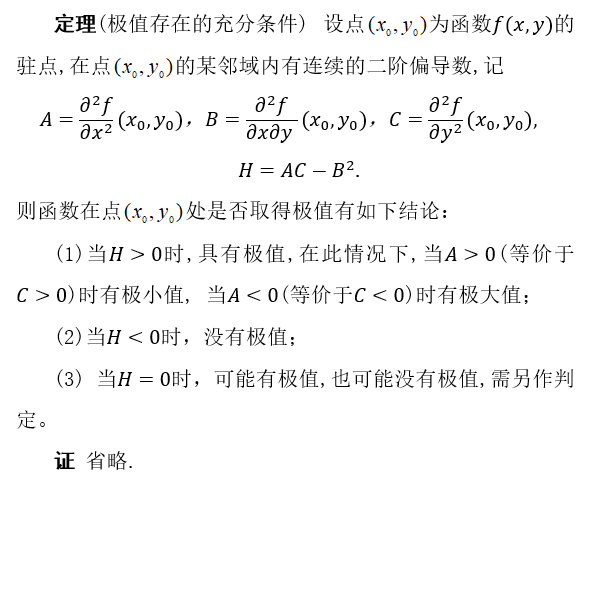 定理(极值存在的充分条件) 设点(x₀,y₀)为函数f(x,y)的
驻点,在点(x₀,y₀)的某邻域内有连续的二阶偏导数,记
A = ∂²f/∂x² (x₀,y₀), B = ∂²f/∂x∂y (x₀,y₀), C = ∂²f/∂y² (x₀,y₀),
H = AC − B².
则函数在点(x₀,y₀)处是否取得极值有如下结论:
(1)当H > 0时,具有极值,在此情况下,当A > 0(等价于
C > 0)时有极小值, 当A < 0(等价于C < 0)时有极大值;
(2)当H < 0时, 没有极值;
(3) 当H = 0时, 可能有极值,也可能没有极值,需另作判
定。
证 省略.